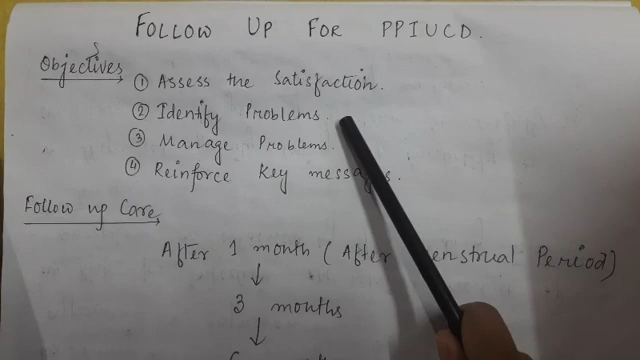 FOLLOW UP FOR PPIUCD.
Objectives
① Assess the Satisfaction.
② Identify Problems.
③ Manage Problems.
④ Reinforce Key messages.
Follow up Care
After 1 month (After Menstrual Period)
↓
3 months
↓